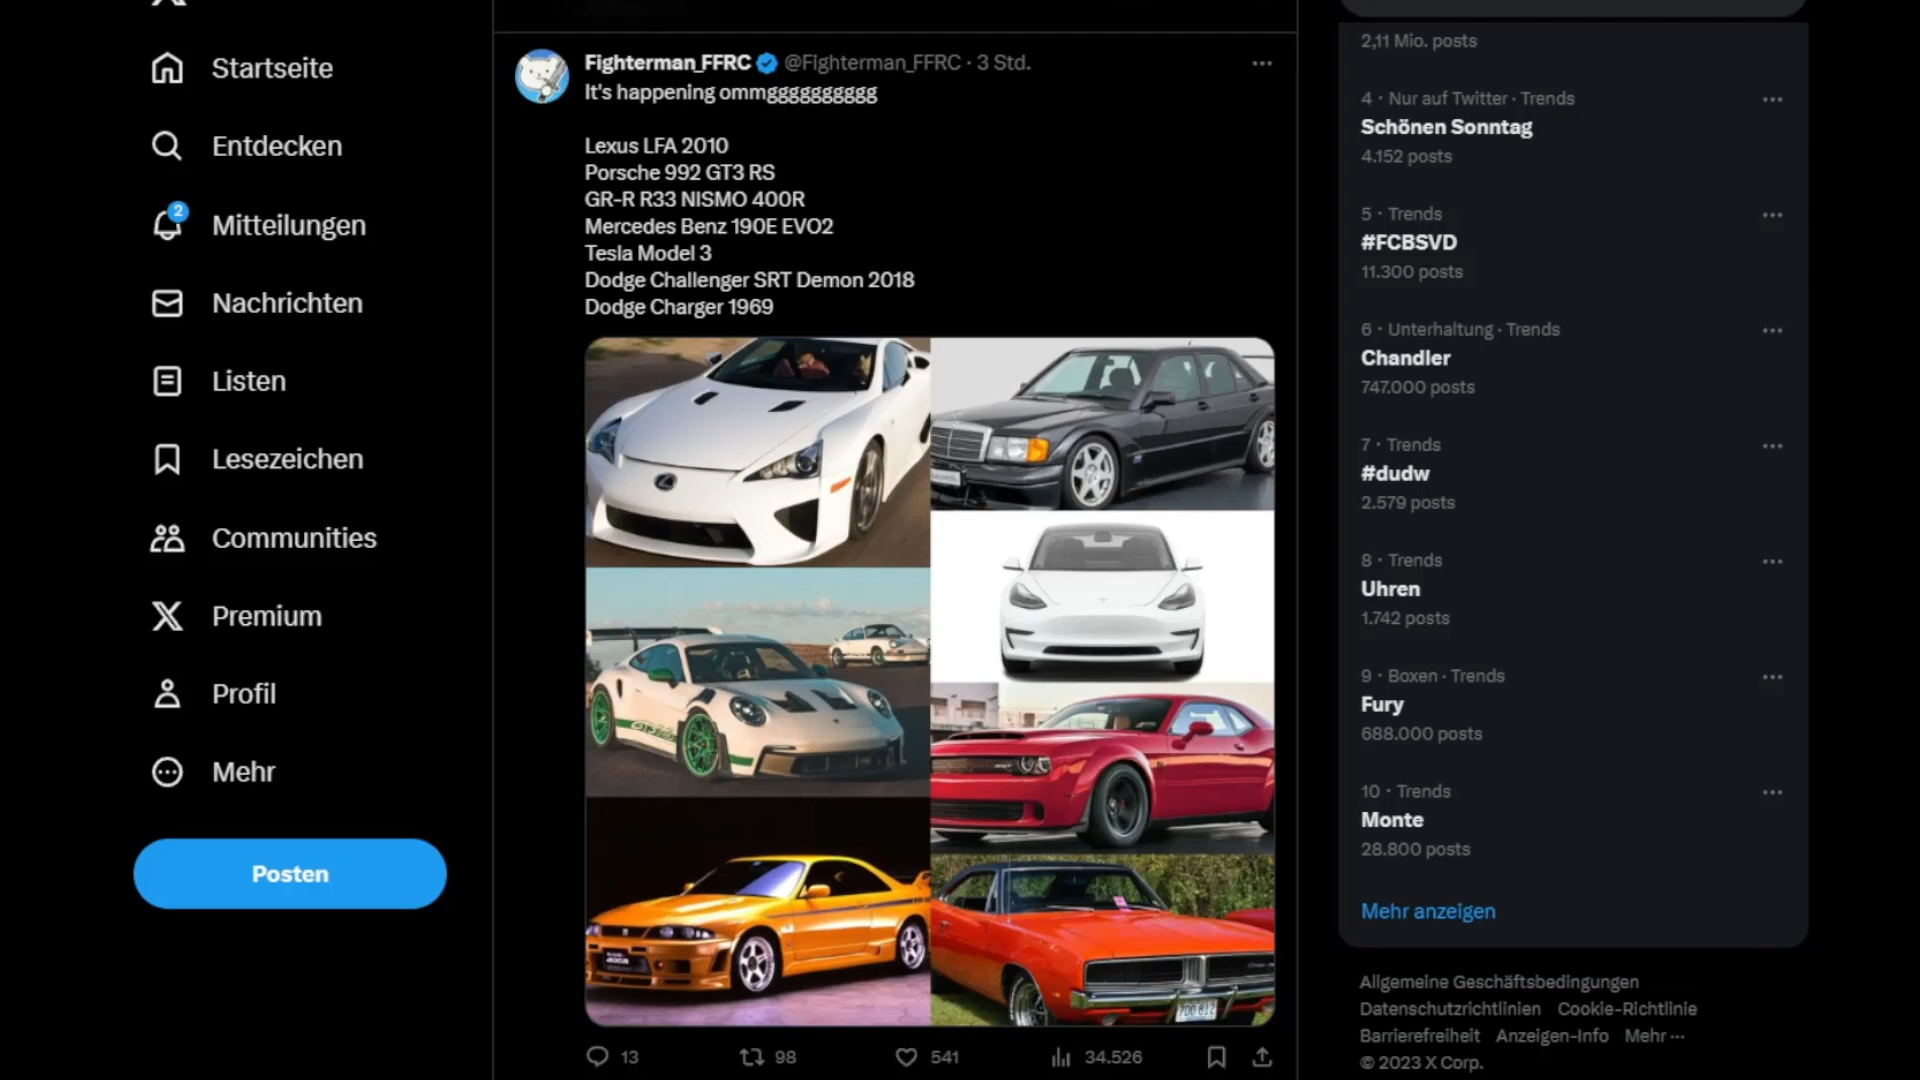 Startseite
Entdecken
2
Mitteilungen
Nachrichten
Listen
Lesezeichen
Communities
Premium
Profil
Mehr
Posten
Fighterman_FFRC @Fighterman_FFRC · 3 Std.
It's happening ommgggggggggg
Lexus LFA 2010
Porsche 992 GT3 RS
GR-R R33 NISMO 400R
Mercedes Benz 190E EVO2
Tesla Model 3
Dodge Challenger SRT Demon 2018
Dodge Charger 1969
13
98
541
34.526
2,11 Mio. posts
4 · Nur auf Twitter · Trends
Schönen Sonntag
4.152 posts
5 · Trends
#FCBSVD
11.300 posts
6 · Unterhaltung · Trends
Chandler
747.000 posts
7 · Trends
#dudw
2.579 posts
8 · Trends
Uhren
1.742 posts
9 · Boxen · Trends
Fury
688.000 posts
10 · Trends
Monte
28.800 posts
Mehr anzeigen
Allgemeine Geschäftsbedingungen
Datenschutzrichtlinien Cookie-Richtlinie
Barrierefreiheit Anzeigen-Info Mehr ···
© 2023 X Corp.